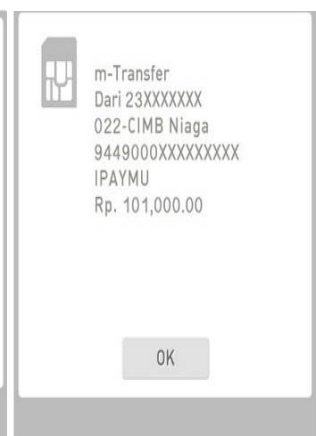 m-Transfer
Dari 23XXXXXXX
022-CIMB Niaga
9449000XXXXXXXXX
IPAYMU
Rp. 101,000.00
OK